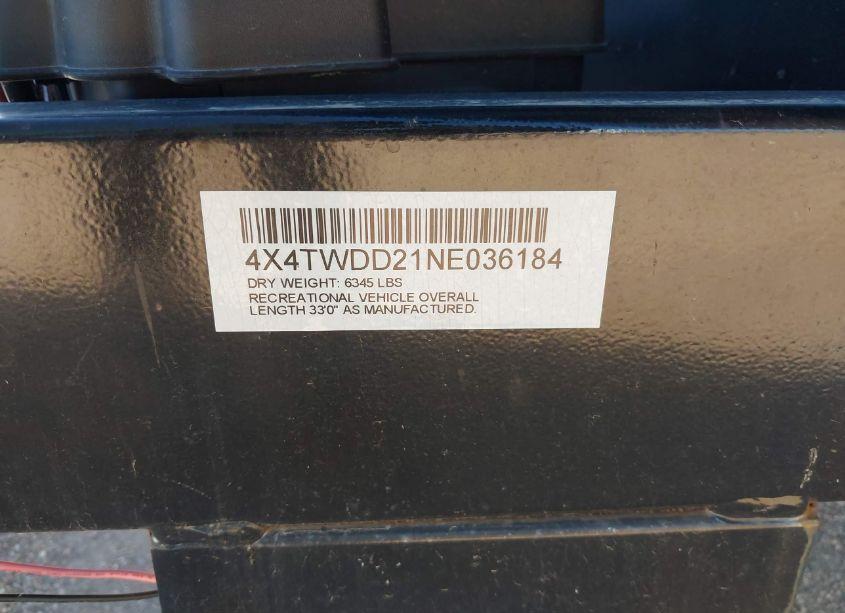 4X4TWDD21NE036184
DRY WEIGHT: 6345 LBS
RECREATIONAL VEHICLE OVERALL
LENGTH 33'0" AS MANUFACTURED.